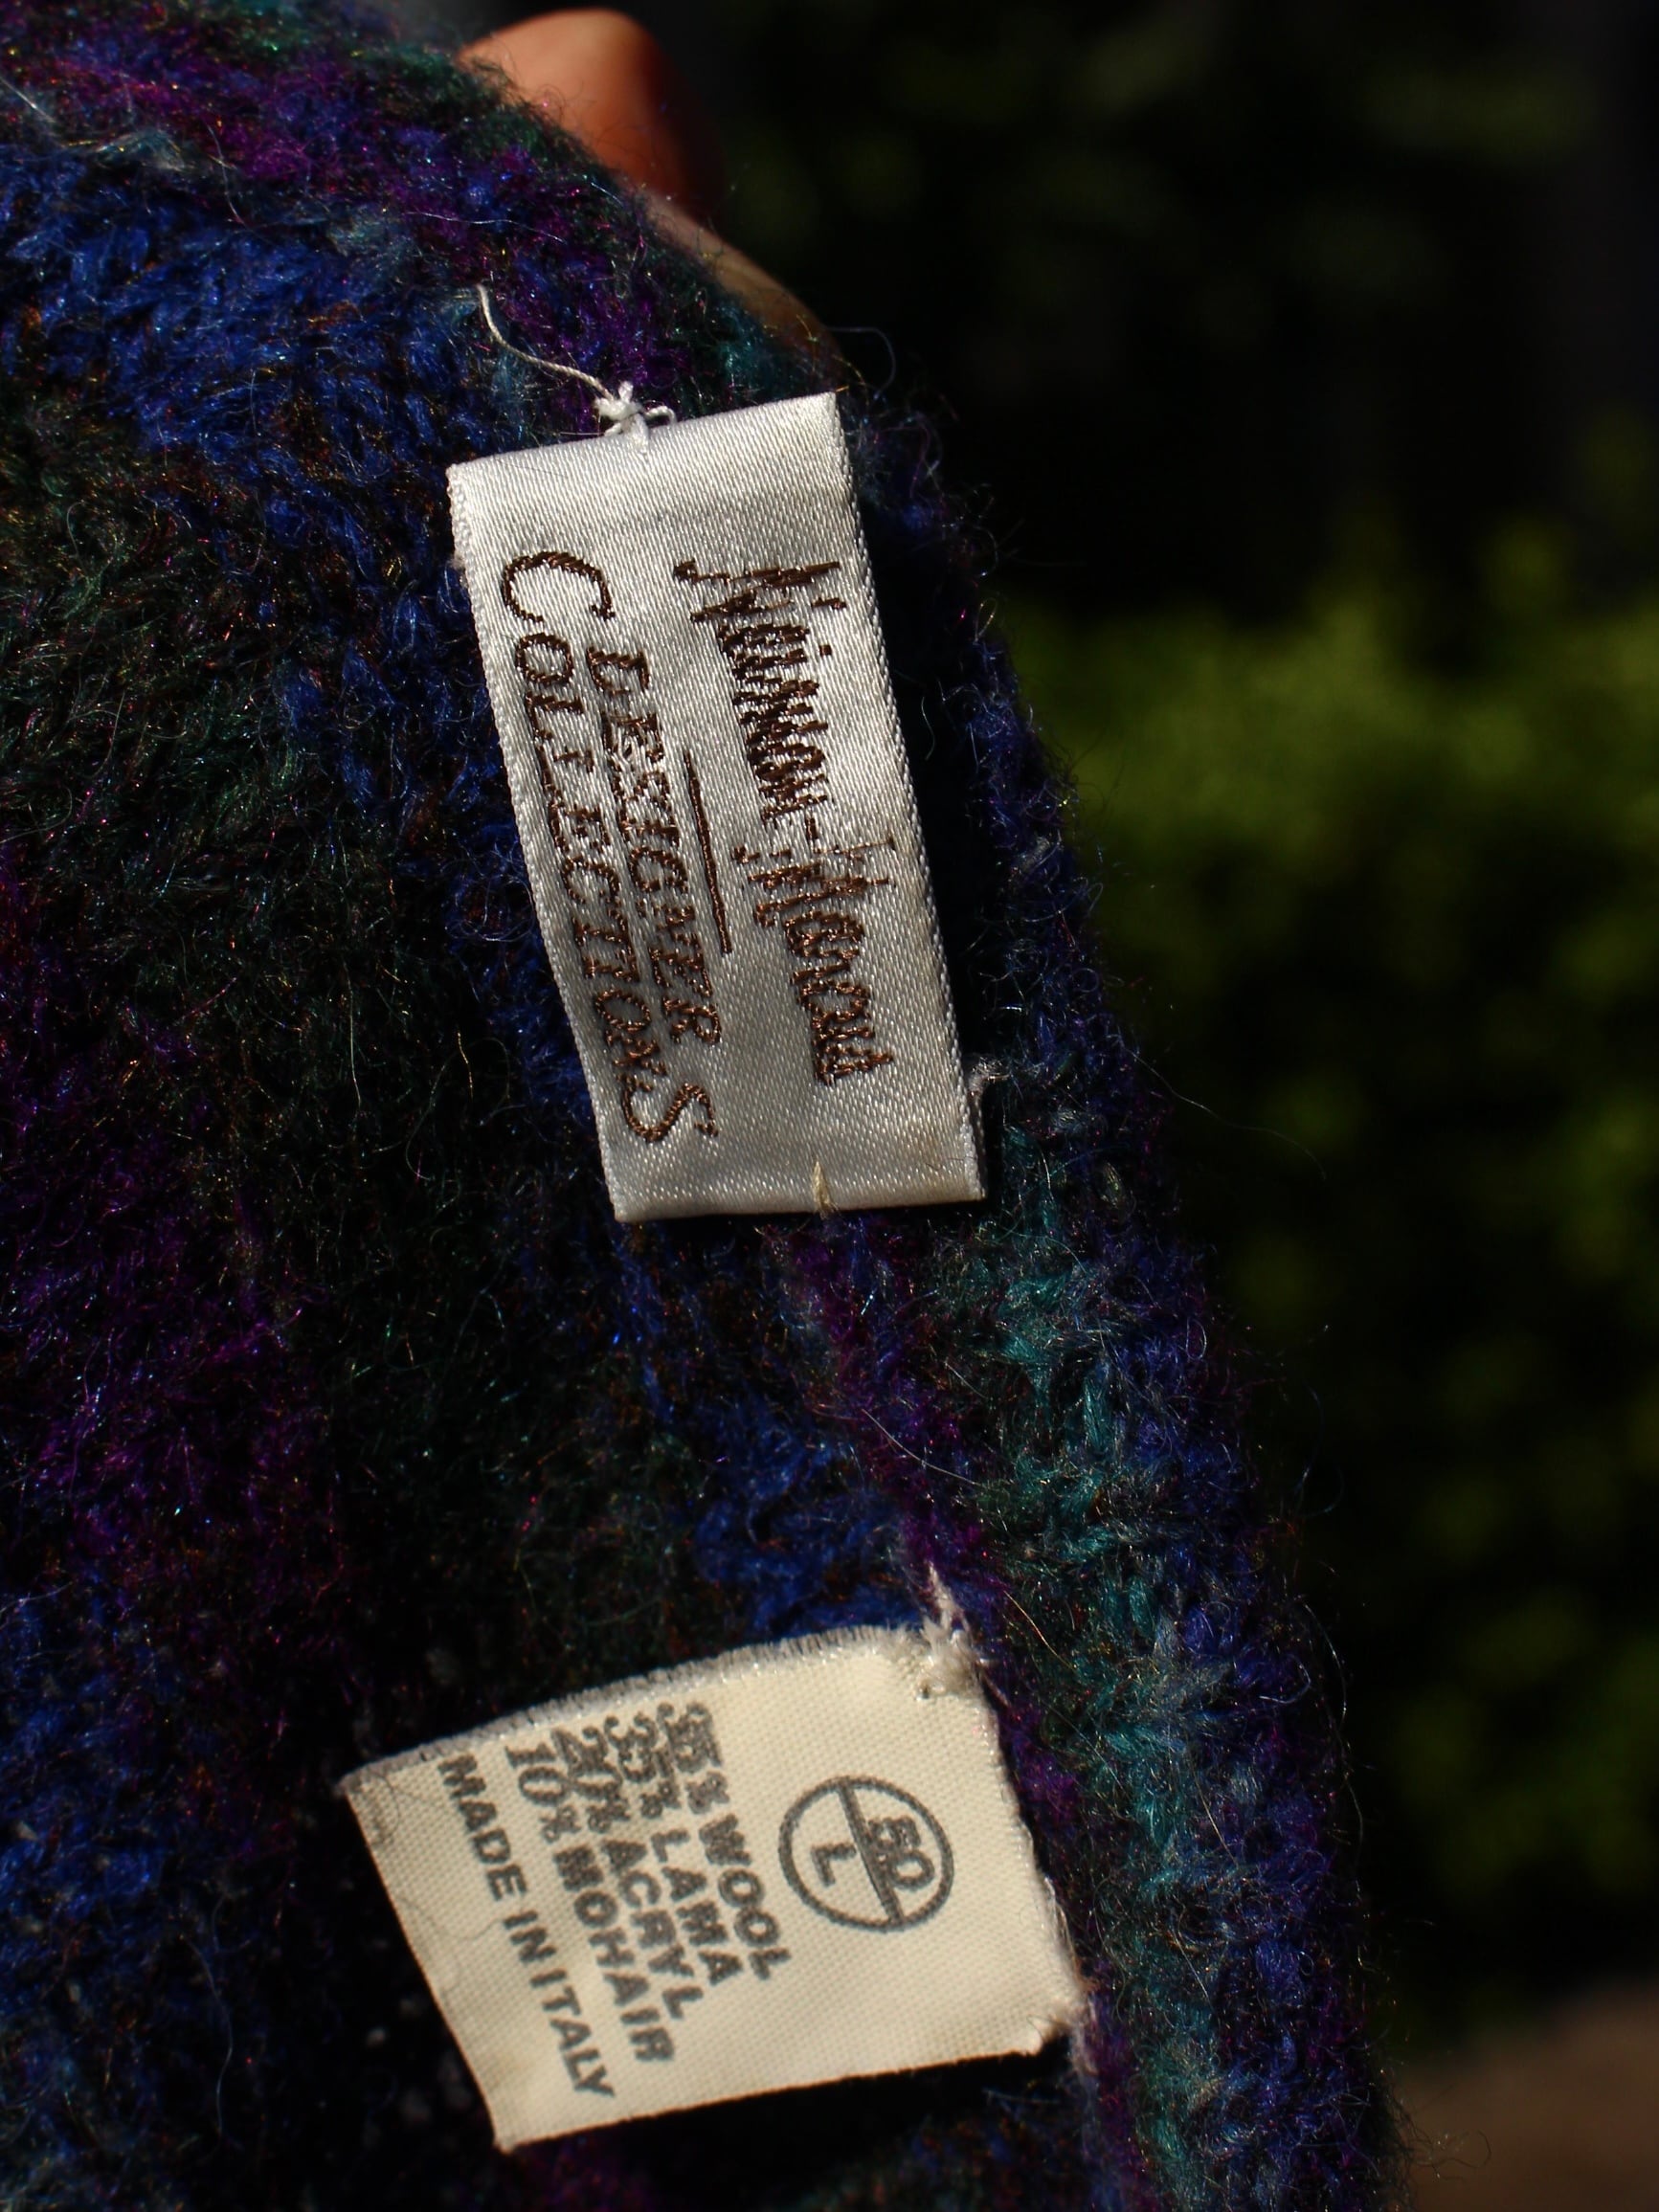 Neiman-Marcus
DESIGNER
COLLECTIONS
50
L
35% WOOL
35% LAMA
20% ACRYL
10% MOHAIR
MADE IN ITALY